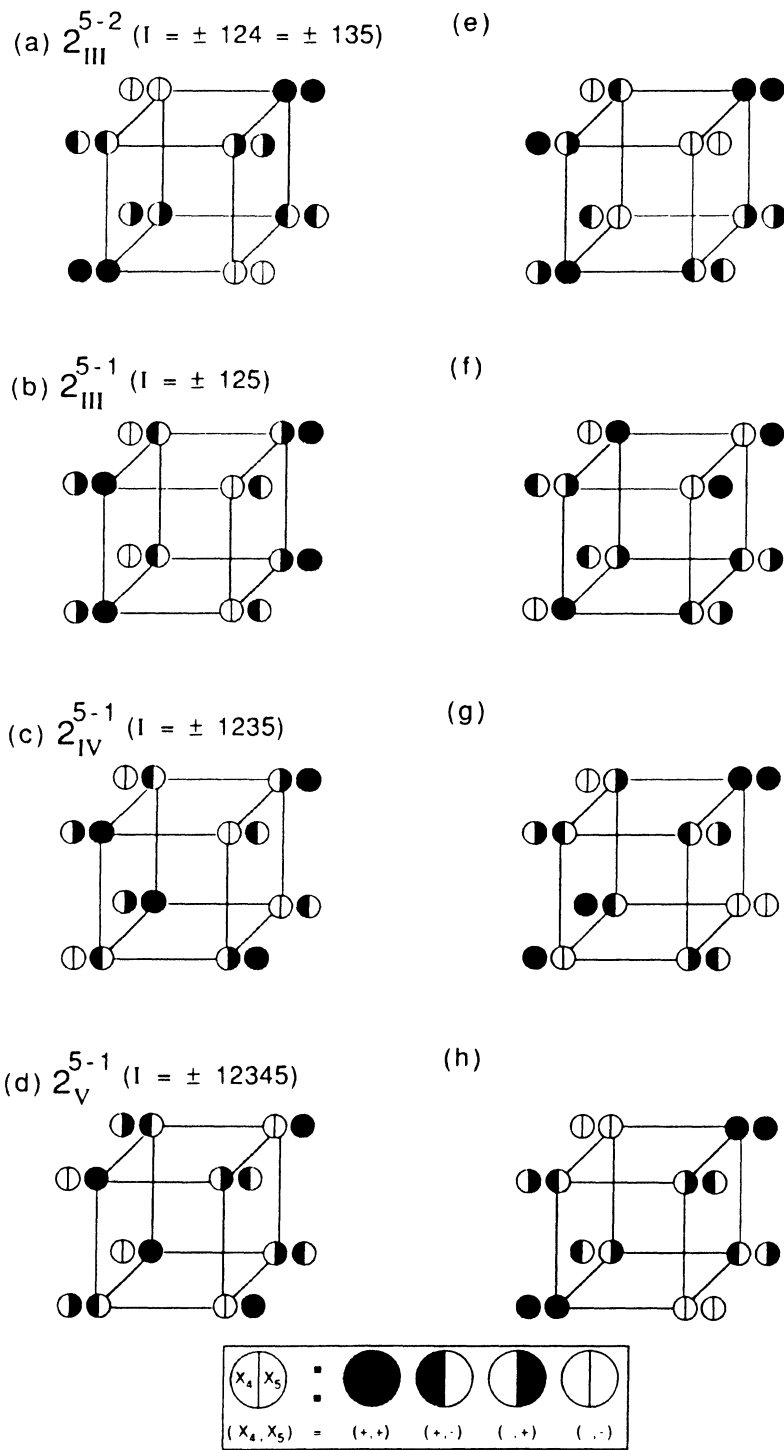 (a) 2 5-2 III (I = ± 124 = ± 135)
(e)
(b) 2 5-1 III (I = ± 125)
(f)
(c) 2 5-1 IV (I = ± 1235)
(g)
(d) 2 5-1 V (I = ± 12345)
(h)
X4 X5 :
(X4, X5) = (+,+) (+,-) ( ,+) ( ,-)